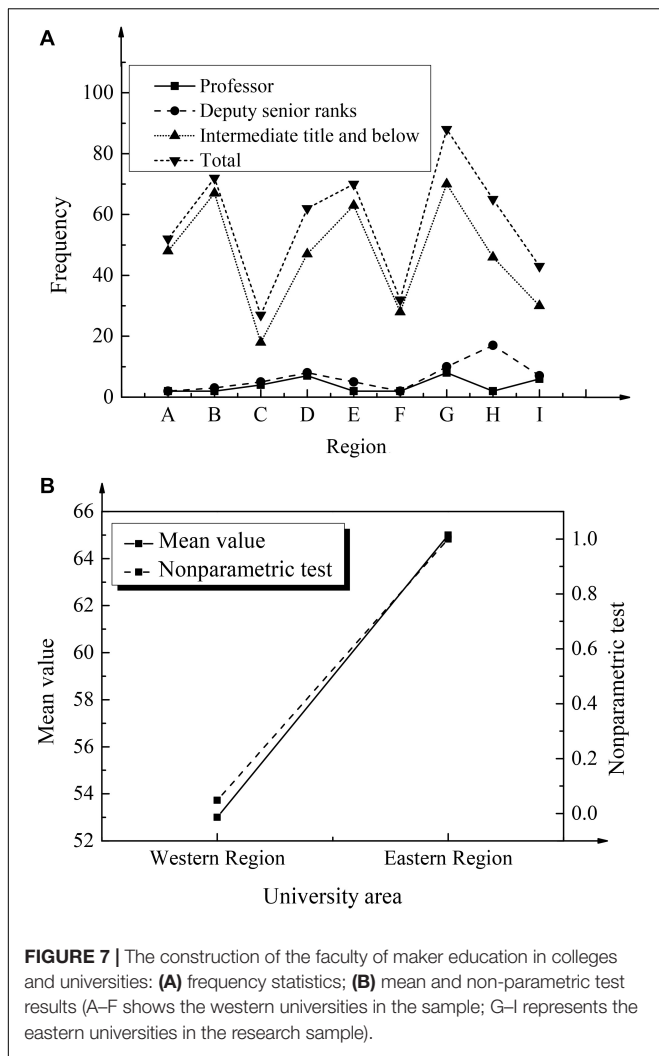 A
Professor
Deputy senior ranks
Intermediate title and below
Total
100
80
60
40
20
0
Frequency
A B C D E F G H I
Region
B
66
64
62
60
58
56
54
52
Mean value
Mean value
Nonparametric test
1.0
0.8
0.6
0.4
0.2
0.0
Nonparametric test
Western Region Eastern Region
University area
FIGURE 7 | The construction of the faculty of maker education in colleges
and universities: (A) frequency statistics; (B) mean and non-parametric test
results (A–F shows the western universities in the sample; G–I represents the
eastern universities in the research sample).